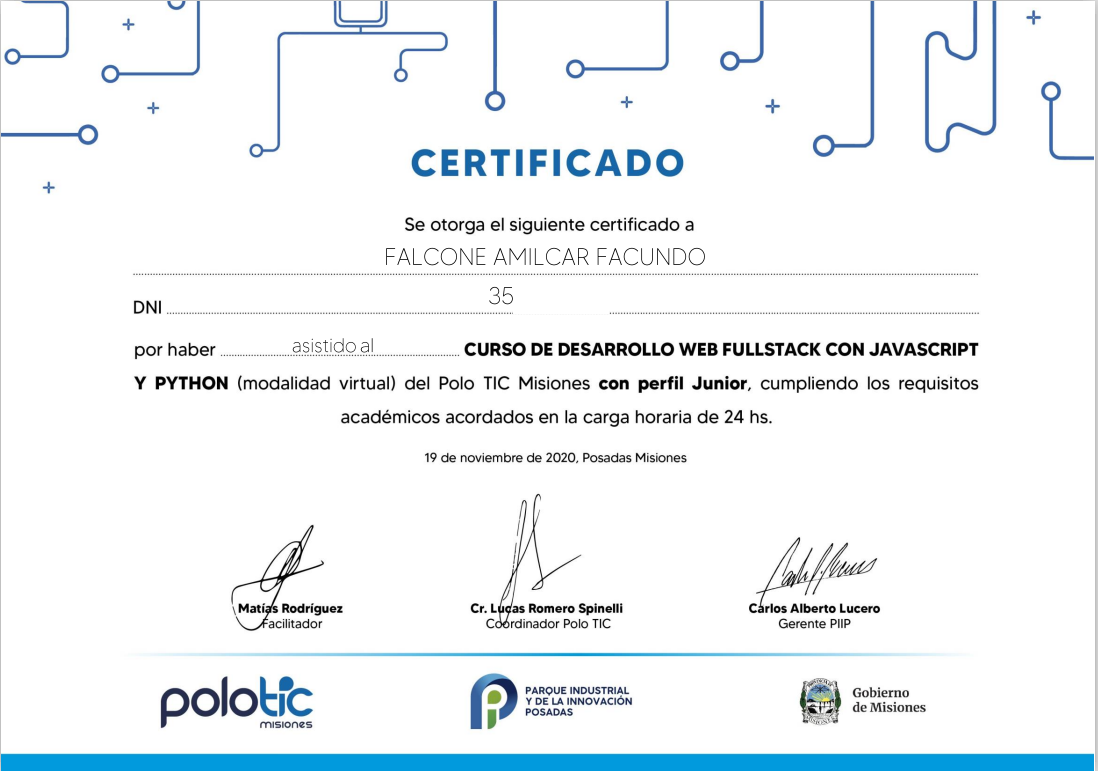 CERTIFICADO
Se otorga el siguiente certificado a
FALCONE AMILCAR FACUNDO
DNI 35
por haber asistido al CURSO DE DESARROLLO WEB FULLSTACK CON JAVASCRIPT
Y PYTHON (modalidad virtual) del Polo TIC Misiones con perfil Junior, cumpliendo los requisitos
académicos acordados en la carga horaria de 24 hs.
19 de noviembre de 2020, Posadas Misiones
Matías Rodríguez
Facilitador
Cr. Lucas Romero Spinelli
Coordinador Polo TIC
Carlos Alberto Lucero
Gerente PIIP
polotic
misiones
PARQUE INDUSTRIAL
Y DE LA INNOVACIÓN
POSADAS
Gobierno
de Misiones